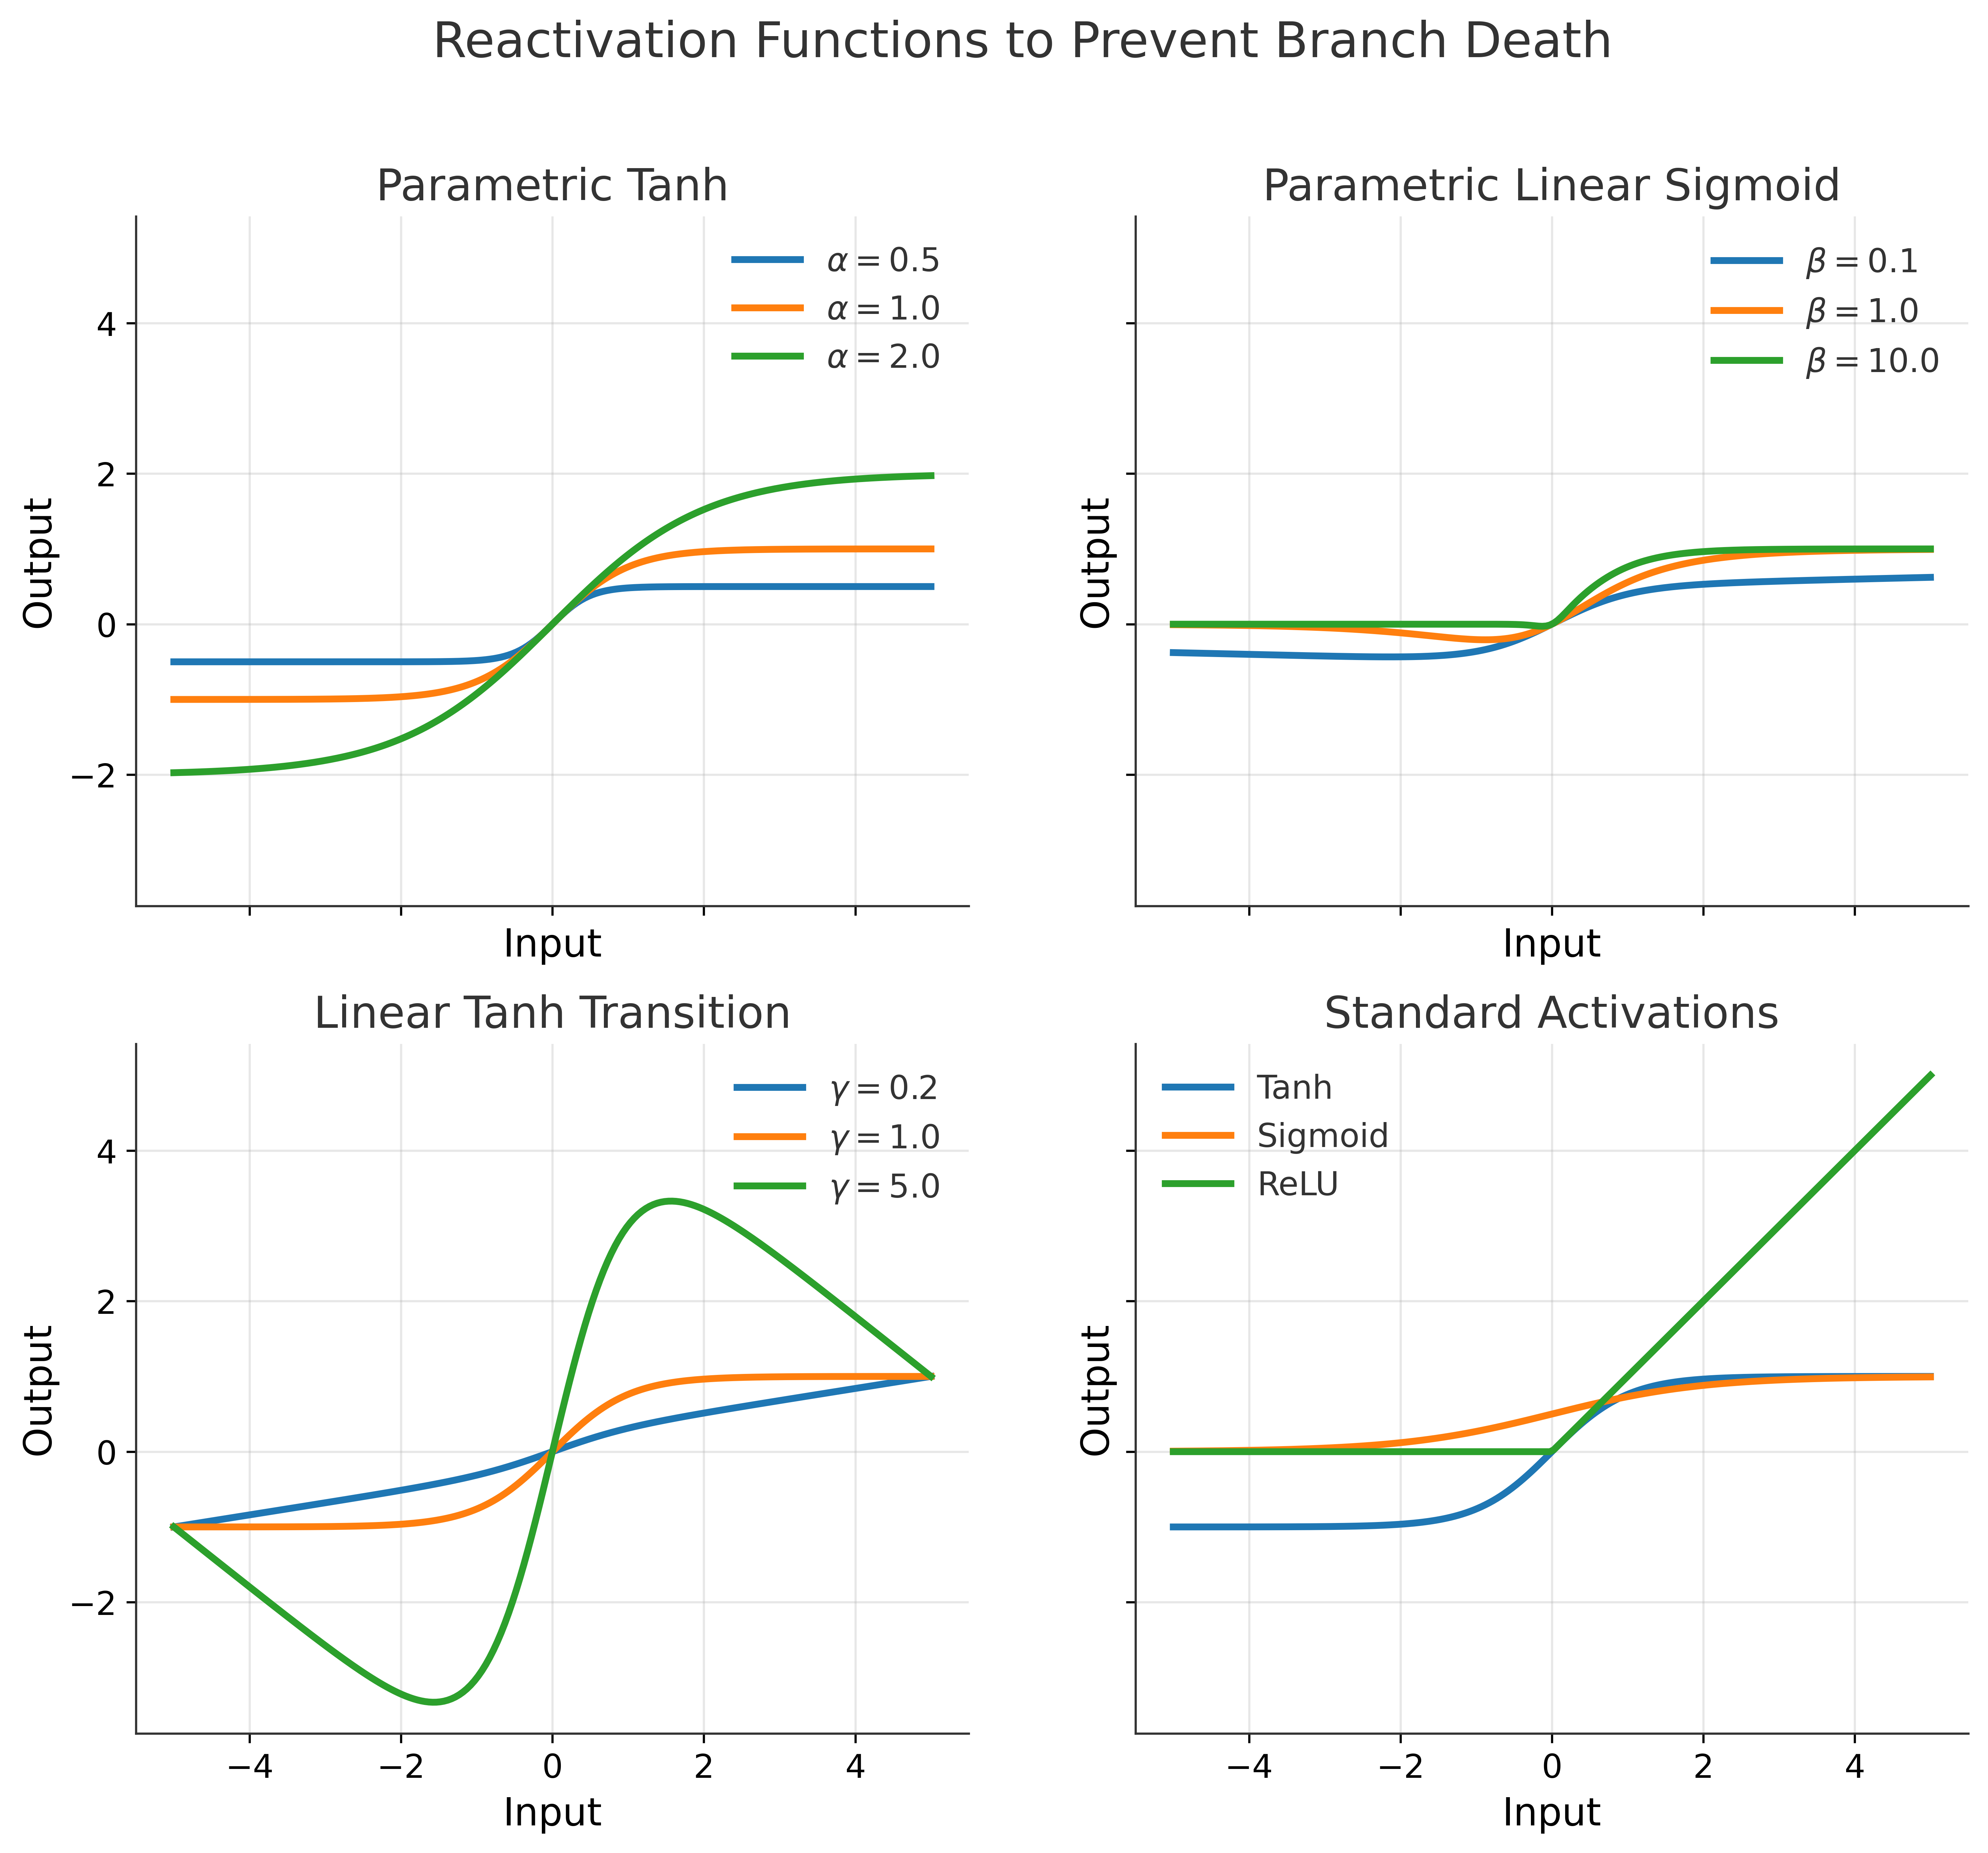 Reactivation Functions to Prevent Branch Death
Parametric Tanh
α = 0.5
α = 1.0
α = 2.0
4
2
0
−2
Output
Input
Parametric Linear Sigmoid
β = 0.1
β = 1.0
β = 10.0
Output
Input
Linear Tanh Transition
γ = 0.2
γ = 1.0
γ = 5.0
4
2
0
−2
Output
−4 −2 0 2 4
Input
Standard Activations
Tanh
Sigmoid
ReLU
Output
−4 −2 0 2 4
Input